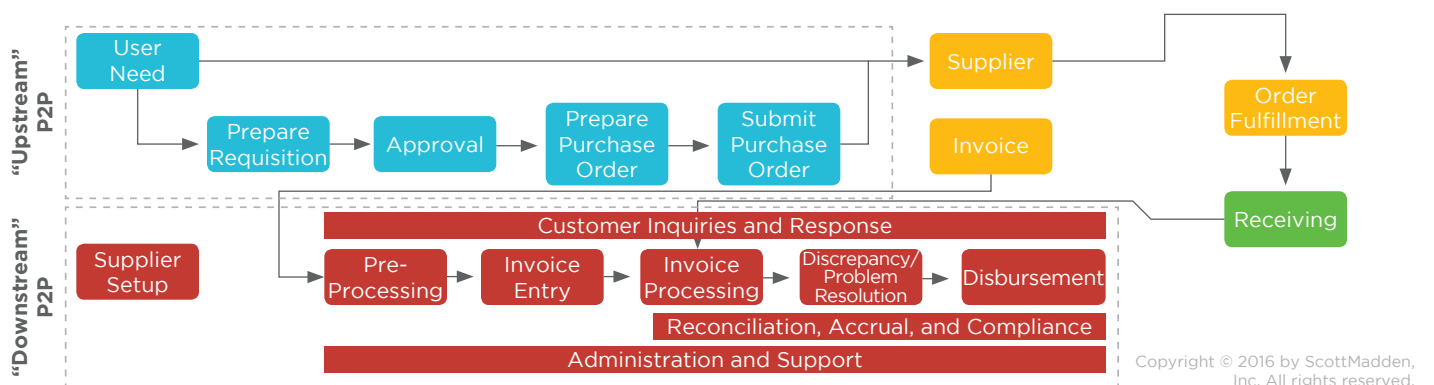 “Upstream”
P2P
User
Need
Prepare
Requisition
Approval
Prepare
Purchase
Order
Submit
Purchase
Order
Supplier
Invoice
Order
Fulfillment
Receiving
“Downstream”
P2P
Supplier
Setup
Customer Inquiries and Response
Pre-
Processing
Invoice
Entry
Invoice
Processing
Discrepancy/
Problem
Resolution
Disbursement
Reconciliation, Accrual, and Compliance
Administration and Support
Copyright © 2016 by ScottMadden,
Inc. All rights reserved.